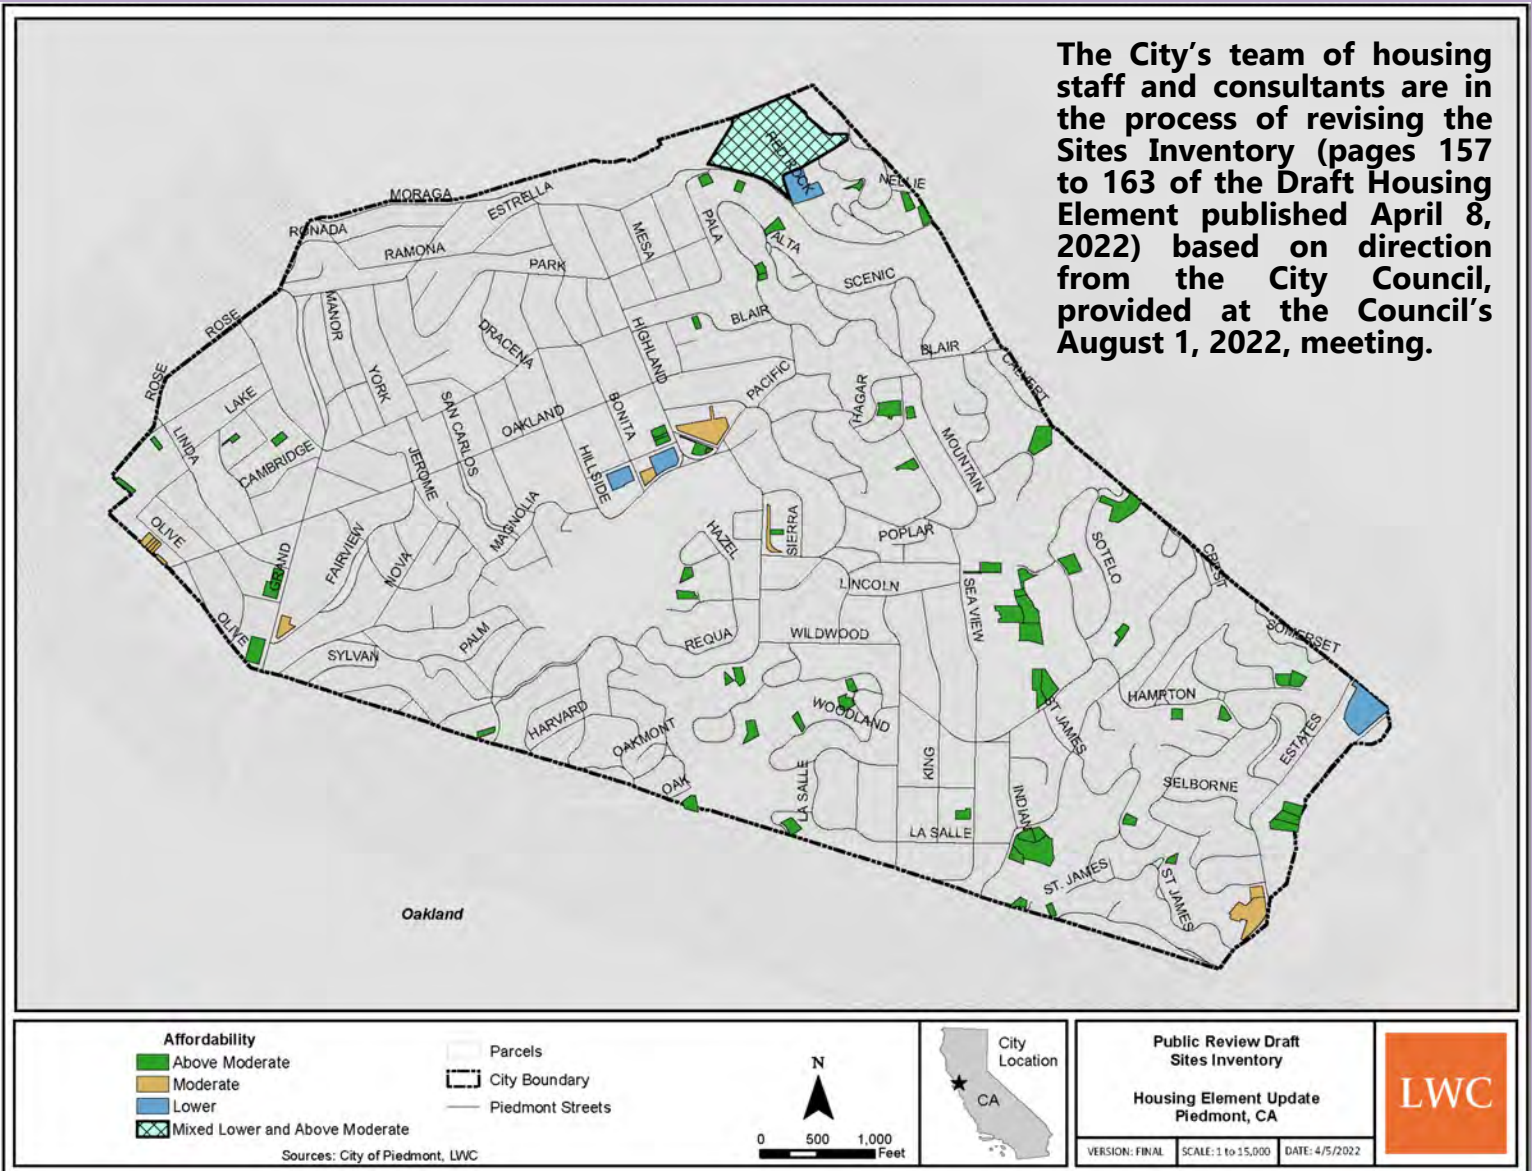 The City’s team of housing
staff and consultants are in
the process of revising the
Sites Inventory (pages 157
to 163 of the Draft Housing
Element published April 8,
2022) based on direction
from the City Council,
provided at the Council’s
August 1, 2022, meeting.
RED ROCK
NELLIE
MORAGA
ESTRELLA
RONADA
RAMONA
PARK
MESA
PALA
ALTA
SCENIC
ROSE
MANOR
DRACENA
HIGHLAND
BLAIR
BLAIR
CALVERT
ROSE
YORK
PACIFIC
HAGAR
LAKE
SAN CARLOS
OAKLAND
BONITA
LINDA
CAMBRIDGE
JEROME
HILLSIDE
MOUNTAIN
MAGNOLIA
OLIVE
GRAND
FAIRVIEW
NOVA
HAZEL
SIERRA
POPLAR
SOTELO
CREST
LINCOLN
SEA VIEW
OLIVE
SYLVAN
PALM
REQUA
WILDWOOD
SOMERSET
HARVARD
OAKMONT
WOODLAND
ST JAMES
HAMPTON
ESTATES
OAK
LA SALLE
KING
INDIAN
SELBORNE
LA SALLE
ST. JAMES
ST JAMES
Oakland
Affordability
Above Moderate
Moderate
Lower
Mixed Lower and Above Moderate
Parcels
City Boundary
Piedmont Streets
Sources: City of Piedmont, LWC
N
0 500 1,000
Feet
City
Location
CA
Public Review Draft
Sites Inventory
Housing Element Update
Piedmont, CA
VERSION: FINAL
SCALE: 1 to 15,000
DATE: 4/5/2022
LWC